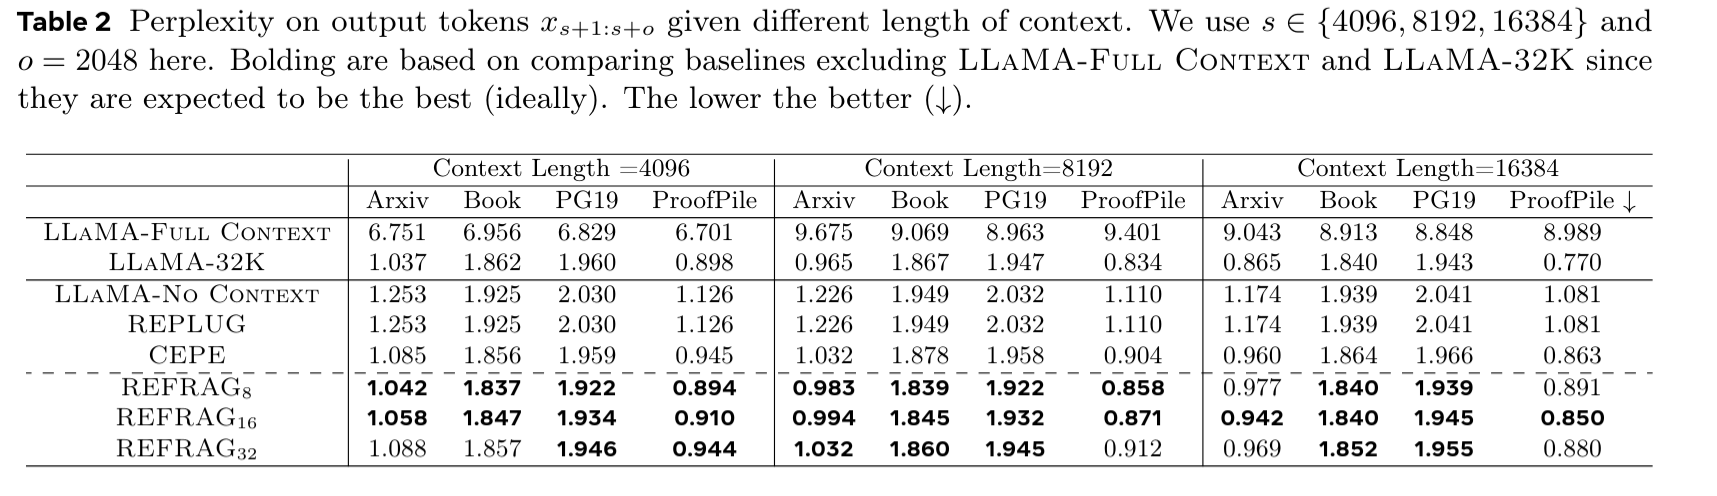 Table 2 Perplexity on output tokens x_{s+1:s+o} given different length of context. We use s ∈ {4096, 8192, 16384} and
o = 2048 here. Bolding are based on comparing baselines excluding LLaMA-Full Context and LLaMA-32K since
they are expected to be the best (ideally). The lower the better (↓).
Context Length =4096 Context Length=8192 Context Length=16384
Arxiv Book PG19 ProofPile Arxiv Book PG19 ProofPile Arxiv Book PG19 ProofPile ↓
LLaMA-Full Context 6.751 6.956 6.829 6.701 9.675 9.069 8.963 9.401 9.043 8.913 8.848 8.989
LLaMA-32K 1.037 1.862 1.960 0.898 0.965 1.867 1.947 0.834 0.865 1.840 1.943 0.770
LLaMA-No Context 1.253 1.925 2.030 1.126 1.226 1.949 2.032 1.110 1.174 1.939 2.041 1.081
REPLUG 1.253 1.925 2.030 1.126 1.226 1.949 2.032 1.110 1.174 1.939 2.041 1.081
CEPE 1.085 1.856 1.959 0.945 1.032 1.878 1.958 0.904 0.960 1.864 1.966 0.863
REFRAG₈ 1.042 1.837 1.922 0.894 0.983 1.839 1.922 0.858 0.977 1.840 1.939 0.891
REFRAG₁₆ 1.058 1.847 1.934 0.910 0.994 1.845 1.932 0.871 0.942 1.840 1.945 0.850
REFRAG₃₂ 1.088 1.857 1.946 0.944 1.032 1.860 1.945 0.912 0.969 1.852 1.955 0.880